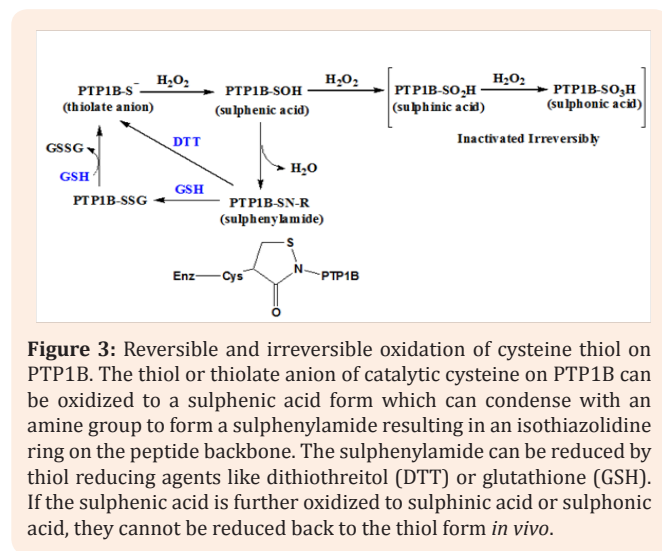 H₂O₂ H₂O₂ H₂O₂
PTP1B-S⁻ PTP1B-SOH PTP1B-SO₂H PTP1B-SO₃H
(thiolate anion) (sulphenic acid) (sulphinic acid) (sulphonic acid)
Inactivated Irreversibly
GSSG DTT
H₂O
GSH GSH
PTP1B-SSG PTP1B-SN-R
(sulphenylamide)
S
Enz Cys N PTP1B
O
Figure 3: Reversible and irreversible oxidation of cysteine thiol on
PTP1B. The thiol or thiolate anion of catalytic cysteine on PTP1B can
be oxidized to a sulphenic acid form which can condense with an
amine group to form a sulphenylamide resulting in an isothiazolidine
ring on the peptide backbone. The sulphenylamide can be reduced by
thiol reducing agents like dithiothreitol (DTT) or glutathione (GSH).
If the sulphenic acid is further oxidized to sulphinic acid or sulphonic
acid, they cannot be reduced back to the thiol form in vivo.